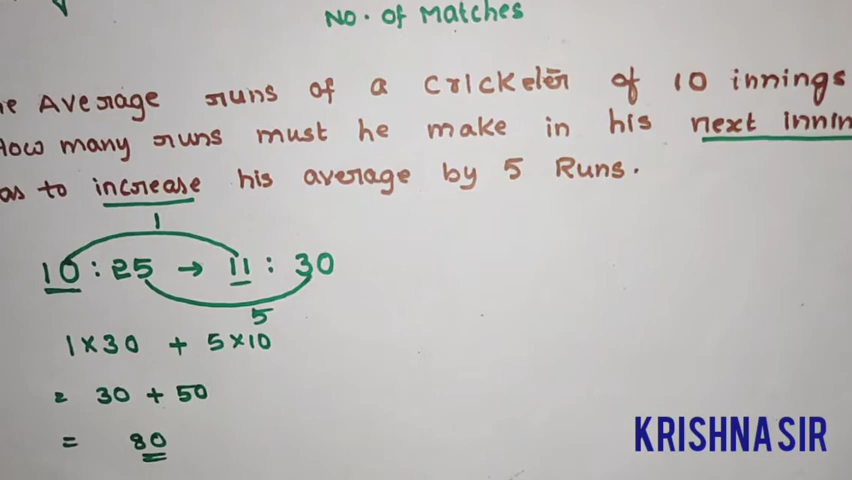 No. of Matches
Average runs of a cricketer of 10 innings
How many runs must he make in his next innin
as to increase his average by 5 Runs.
1
10 : 25 → 11 : 30
5
1×30 + 5×10
= 30 + 50
= 80
KRISHNA SIR